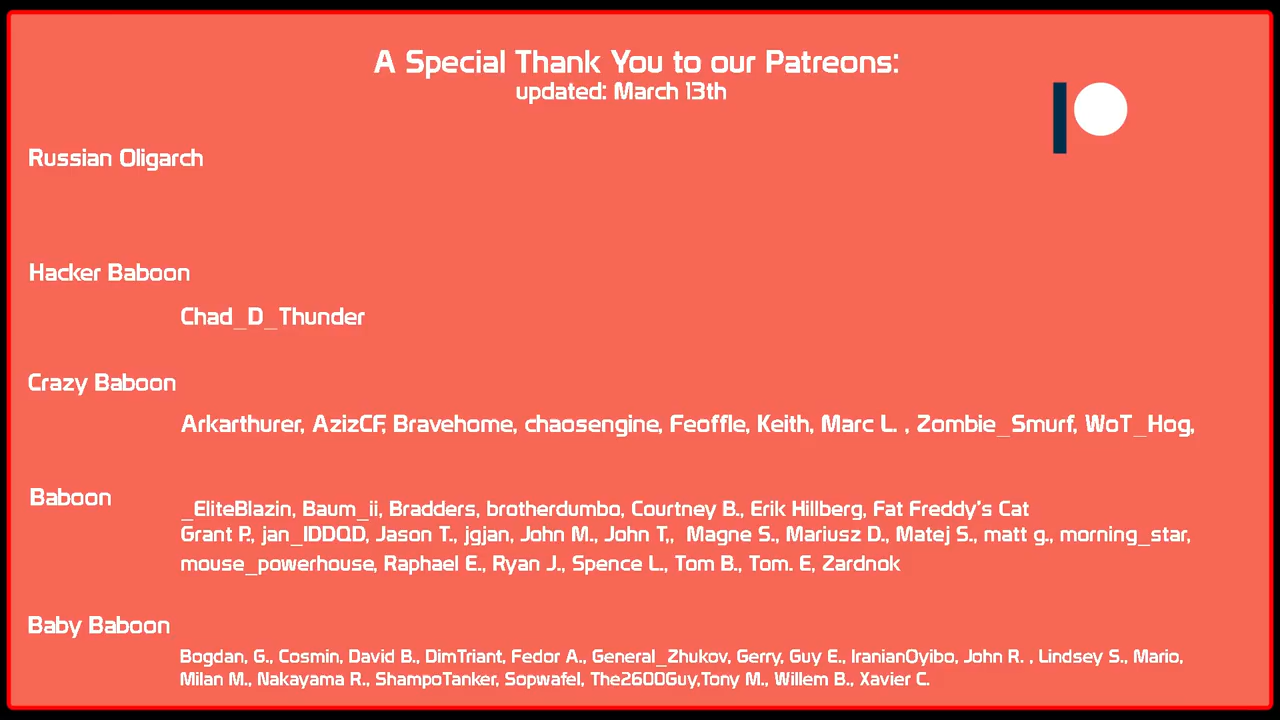 A Special Thank You to our Patreons:
updated: March 13th
Russian Oligarch
Hacker Baboon
Chad_D_Thunder
Crazy Baboon
Arkarthurer, AzizCF, Bravehome, chaosengine, Feoffle, Keith, Marc L. , Zombie_Smurf, WoT_Hog,
Baboon
_EliteBlazin, Baum_ii, Bradders, brotherdumbo, Courtney B., Erik Hillberg, Fat Freddy's Cat
Grant P., jan_IDDQD, Jason T., jgjan, John M., John T,,  Magne S., Mariusz D., Matej S., matt g., morning_star,
mouse_powerhouse, Raphael E., Ryan J., Spence L., Tom B., Tom. E, Zardnok
Baby Baboon
Bogdan, G., Cosmin, David B., DimTriant, Fedor A., General_Zhukov, Gerry, Guy E., IranianOyibo, John R. , Lindsey S., Mario,
Milan M., Nakayama R., ShampoTanker, Sopwafel, The2600Guy,Tony M., Willem B., Xavier C.